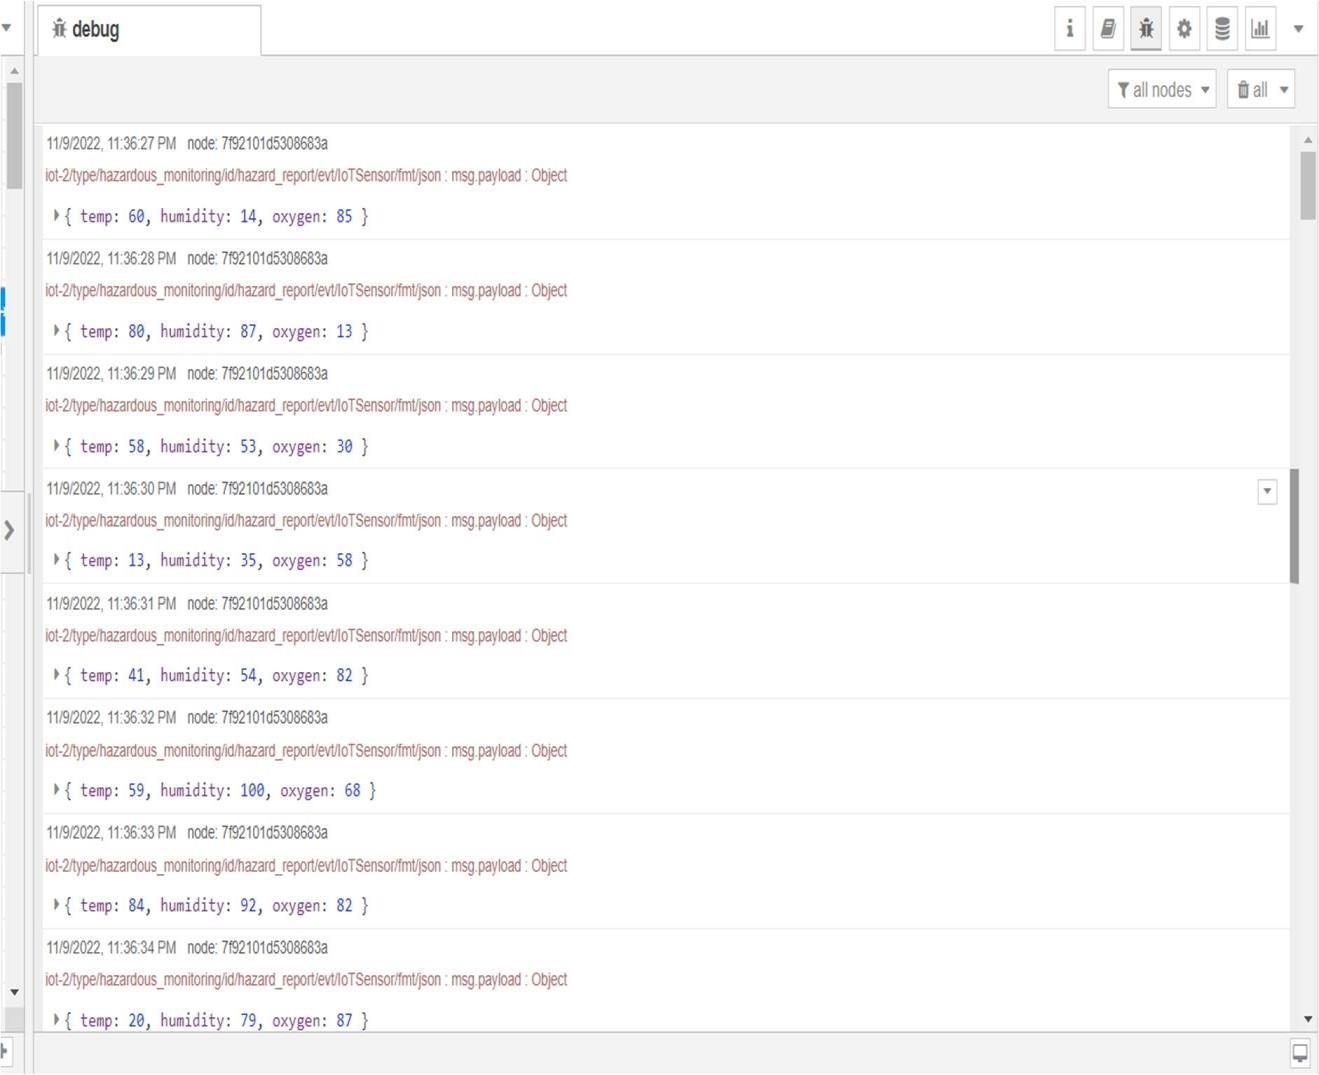 debug
all nodes
all
11/9/2022, 11:36:27 PM node: 7f92101d5308683a
iot-2/type/hazardous_monitoring/id/hazard_report/evt/IoTSensor/fmt/json : msg.payload : Object
{ temp: 60, humidity: 14, oxygen: 85 }
11/9/2022, 11:36:28 PM node: 7f92101d5308683a
iot-2/type/hazardous_monitoring/id/hazard_report/evt/IoTSensor/fmt/json : msg.payload : Object
{ temp: 80, humidity: 87, oxygen: 13 }
11/9/2022, 11:36:29 PM node: 7f92101d5308683a
iot-2/type/hazardous_monitoring/id/hazard_report/evt/IoTSensor/fmt/json : msg.payload : Object
{ temp: 58, humidity: 53, oxygen: 30 }
11/9/2022, 11:36:30 PM node: 7f92101d5308683a
iot-2/type/hazardous_monitoring/id/hazard_report/evt/IoTSensor/fmt/json : msg.payload : Object
{ temp: 13, humidity: 35, oxygen: 58 }
11/9/2022, 11:36:31 PM node: 7f92101d5308683a
iot-2/type/hazardous_monitoring/id/hazard_report/evt/IoTSensor/fmt/json : msg.payload : Object
{ temp: 41, humidity: 54, oxygen: 82 }
11/9/2022, 11:36:32 PM node: 7f92101d5308683a
iot-2/type/hazardous_monitoring/id/hazard_report/evt/IoTSensor/fmt/json : msg.payload : Object
{ temp: 59, humidity: 100, oxygen: 68 }
11/9/2022, 11:36:33 PM node: 7f92101d5308683a
iot-2/type/hazardous_monitoring/id/hazard_report/evt/IoTSensor/fmt/json : msg.payload : Object
{ temp: 84, humidity: 92, oxygen: 82 }
11/9/2022, 11:36:34 PM node: 7f92101d5308683a
iot-2/type/hazardous_monitoring/id/hazard_report/evt/IoTSensor/fmt/json : msg.payload : Object
{ temp: 20, humidity: 79, oxygen: 87 }